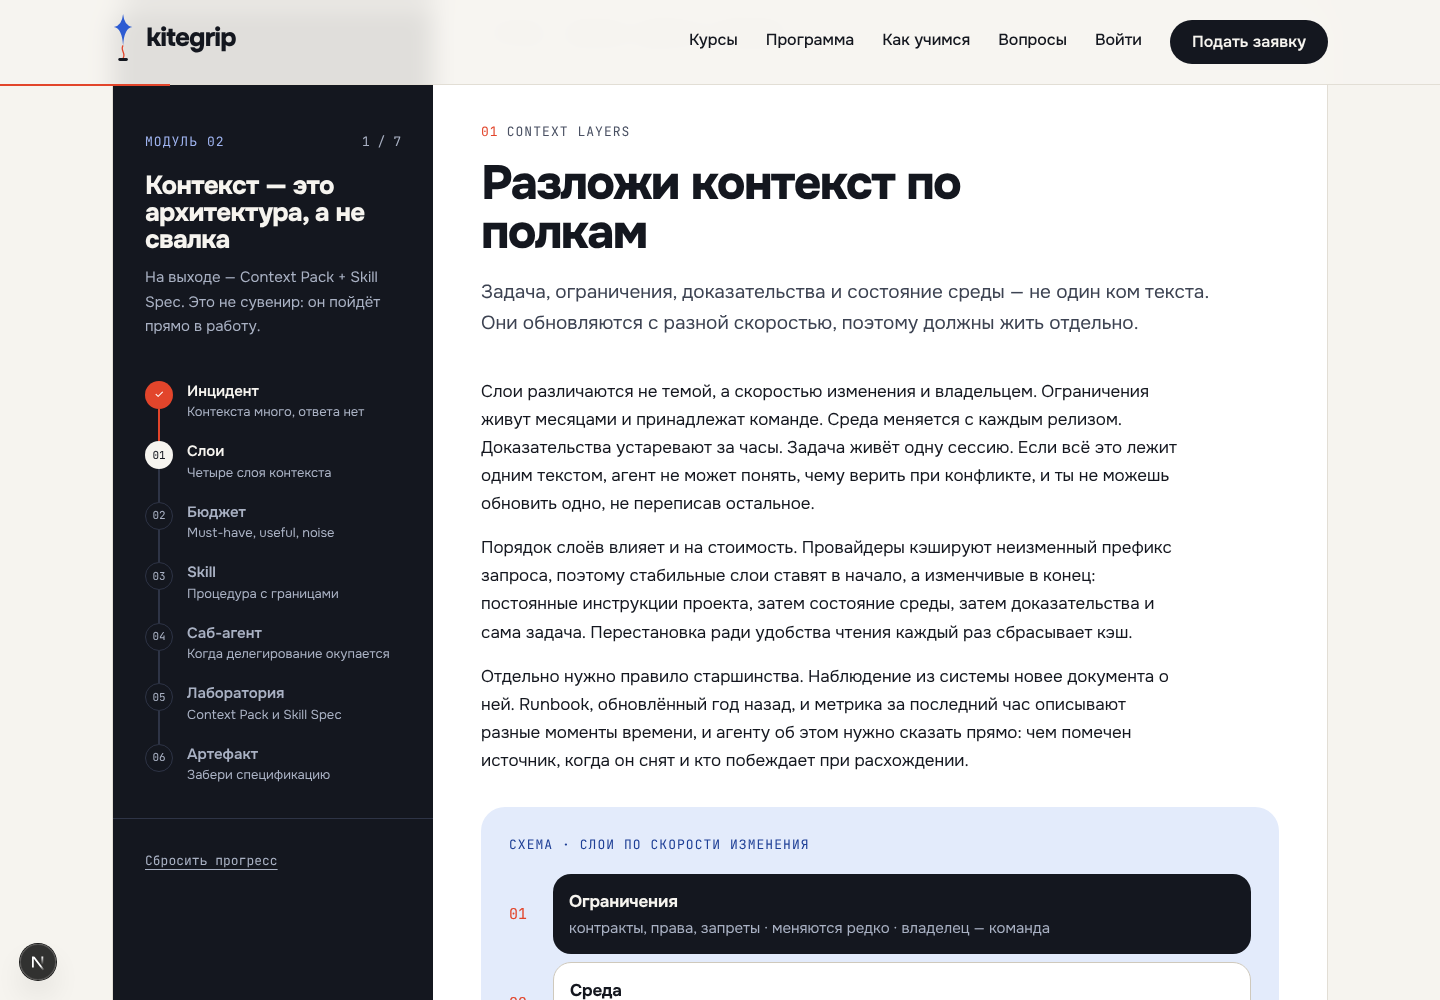 kitegrip
Курсы
Программа
Как учимся
Вопросы
Войти
Подать заявку
МОДУЛЬ 02
1 / 7
Контекст — это
архитектура, а не
свалка
На выходе — Context Pack + Skill
Spec. Это не сувенир: он пойдёт
прямо в работу.
Инцидент
Контекста много, ответа нет
01
Слои
Четыре слоя контекста
02
Бюджет
Must-have, useful, noise
03
Skill
Процедура с границами
04
Саб-агент
Когда делегирование окупается
05
Лаборатория
Context Pack и Skill Spec
06
Артефакт
Забери спецификацию
Сбросить прогресс
01 CONTEXT LAYERS
Разложи контекст по
полкам
Задача, ограничения, доказательства и состояние среды — не один ком текста.
Они обновляются с разной скоростью, поэтому должны жить отдельно.
Слои различаются не темой, а скоростью изменения и владельцем. Ограничения
живут месяцами и принадлежат команде. Среда меняется с каждым релизом.
Доказательства устаревают за часы. Задача живёт одну сессию. Если всё это лежит
одним текстом, агент не может понять, чему верить при конфликте, и ты не можешь
обновить одно, не переписав остальное.
Порядок слоёв влияет и на стоимость. Провайдеры кэшируют неизменный префикс
запроса, поэтому стабильные слои ставят в начало, а изменчивые в конец:
постоянные инструкции проекта, затем состояние среды, затем доказательства и
сама задача. Перестановка ради удобства чтения каждый раз сбрасывает кэш.
Отдельно нужно правило старшинства. Наблюдение из системы новее документа о
ней. Runbook, обновлённый год назад, и метрика за последний час описывают
разные моменты времени, и агенту об этом нужно сказать прямо: чем помечен
источник, когда он снят и кто побеждает при расхождении.
СХЕМА · СЛОИ ПО СКОРОСТИ ИЗМЕНЕНИЯ
01
Ограничения
контракты, права, запреты · меняются редко · владелец — команда
Среда
N